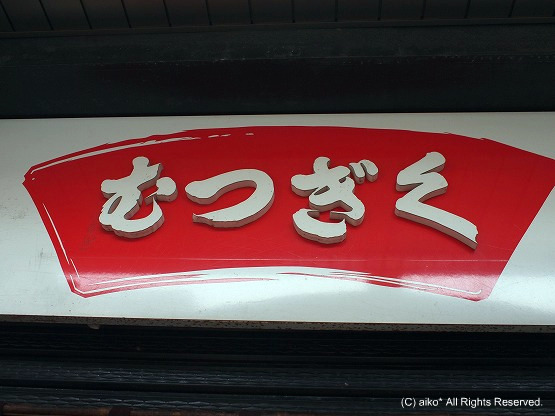 むつぎく
(C) aiko* All Rights Reserved.